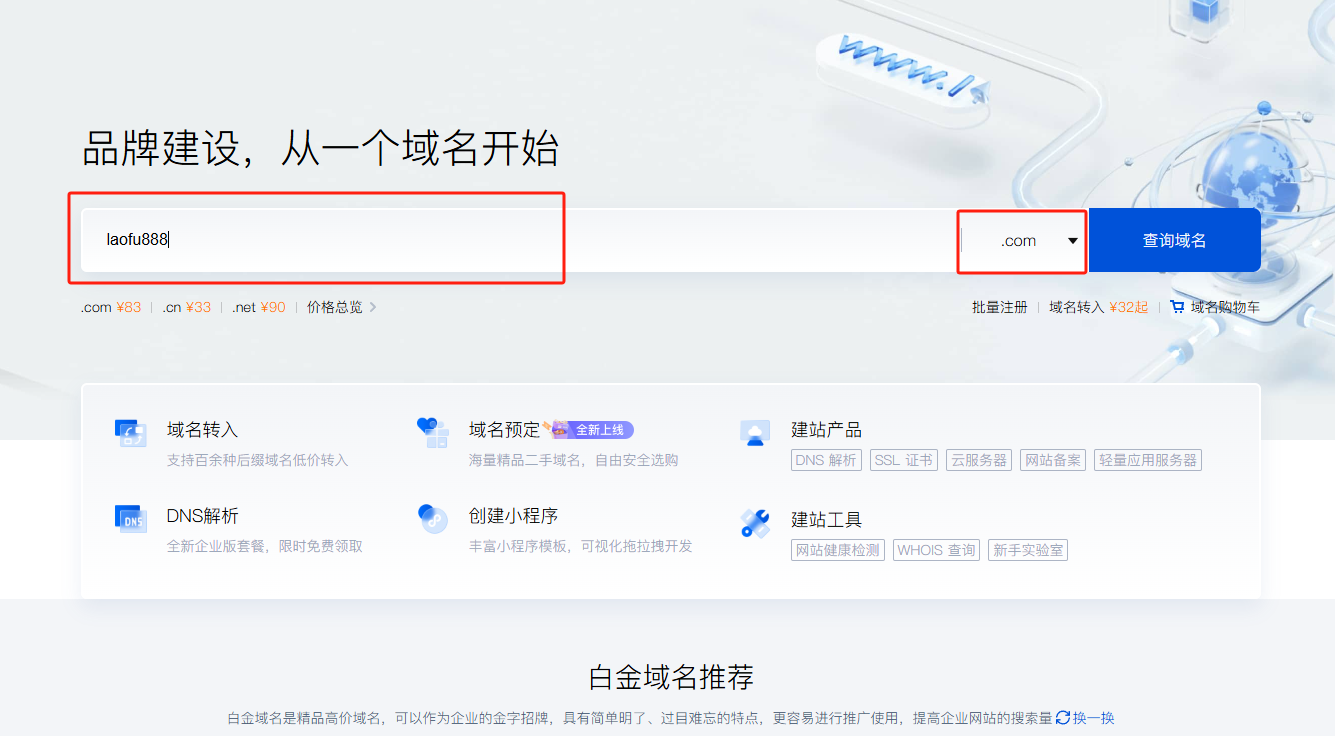 www./
品牌建设，从一个域名开始
laofu888
.com
查询域名
.com ¥83 .cn ¥33 .net ¥90 价格总览
批量注册 域名转入 ¥32起 域名购物车
域名转入
支持百余种后缀域名低价转入
域名预定 全新上线
海量精品二手域名，自由安全选购
建站产品
DNS 解析 SSL 证书 云服务器 网站备案 轻量应用服务器
DNS
DNS解析
全新企业版套餐，限时免费领取
创建小程序
丰富小程序模板，可视化拖拉拽开发
建站工具
网站健康检测 WHOIS 查询 新手实验室
白金域名推荐
白金域名是精品高价域名，可以作为企业的金字招牌，具有简单明了、过目难忘的特点，更容易进行推广使用，提高企业网站的搜索量 换一换